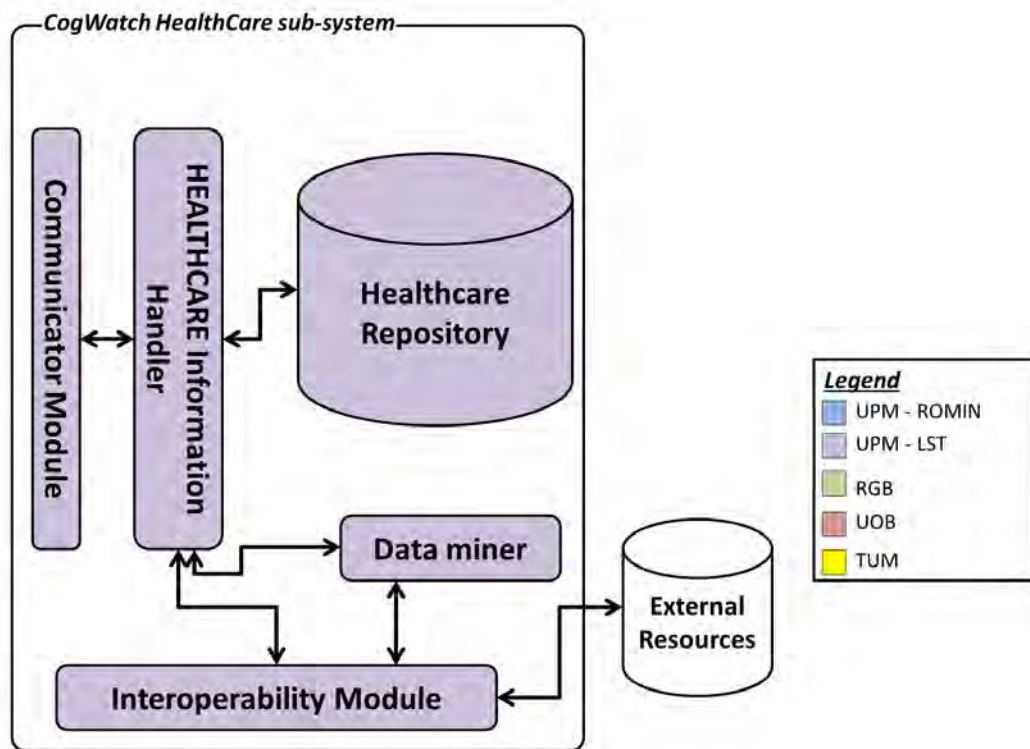 CogWatch HealthCare sub-system
Communicator Module
HEALTHCARE Information
Handler
Healthcare
Repository
Data miner
Interoperability Module
External
Resources
Legend
UPM - ROMIN
UPM - LST
RGB
UOB
TUM